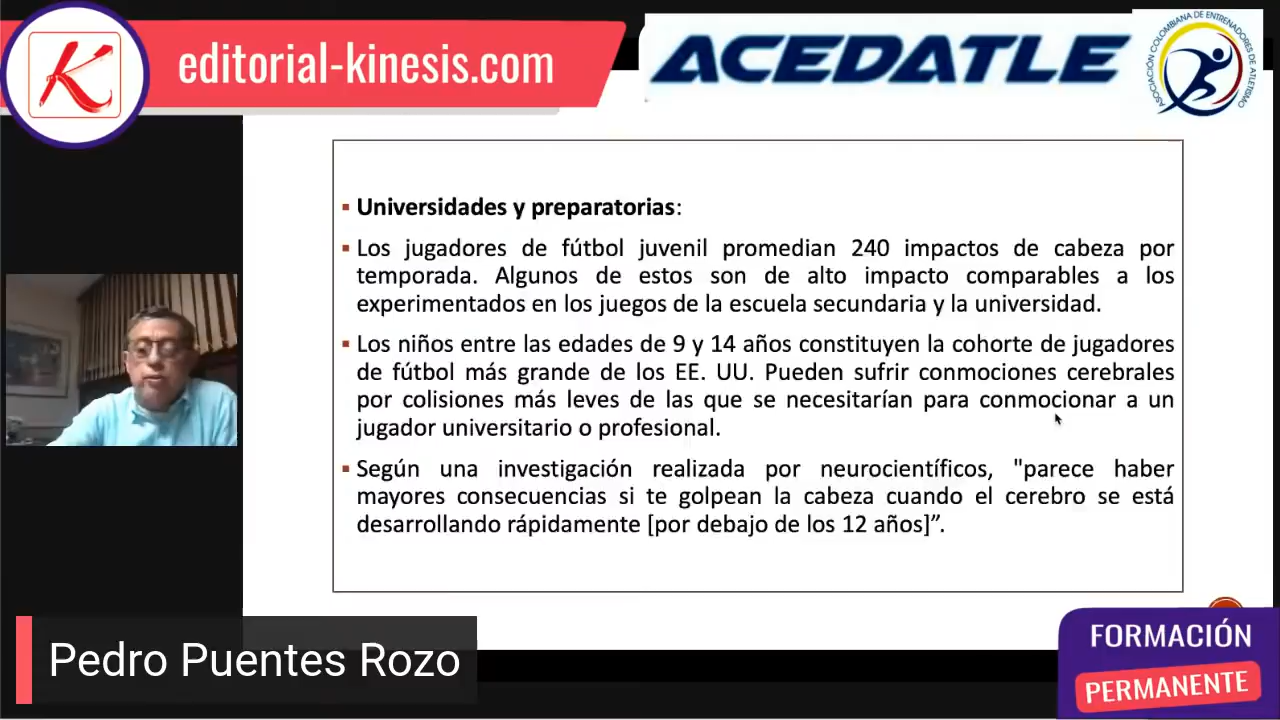 K
editorial-kinesis.com
ACEDATLE
ASOCIACIÓN COLOMBIANA DE ENTRENADORES DE ATLETISMO
▪ Universidades y preparatorias:
▪ Los jugadores de fútbol juvenil promedian 240 impactos de cabeza por
temporada. Algunos de estos son de alto impacto comparables a los
experimentados en los juegos de la escuela secundaria y la universidad.
▪ Los niños entre las edades de 9 y 14 años constituyen la cohorte de jugadores
de fútbol más grande de los EE. UU. Pueden sufrir conmociones cerebrales
por colisiones más leves de las que se necesitarían para conmocionar a un
jugador universitario o profesional.
▪ Según una investigación realizada por neurocientíficos, "parece haber
mayores consecuencias si te golpean la cabeza cuando el cerebro se está
desarrollando rápidamente [por debajo de los 12 años]”.
Pedro Puentes Rozo
FORMACIÓN
PERMANENTE